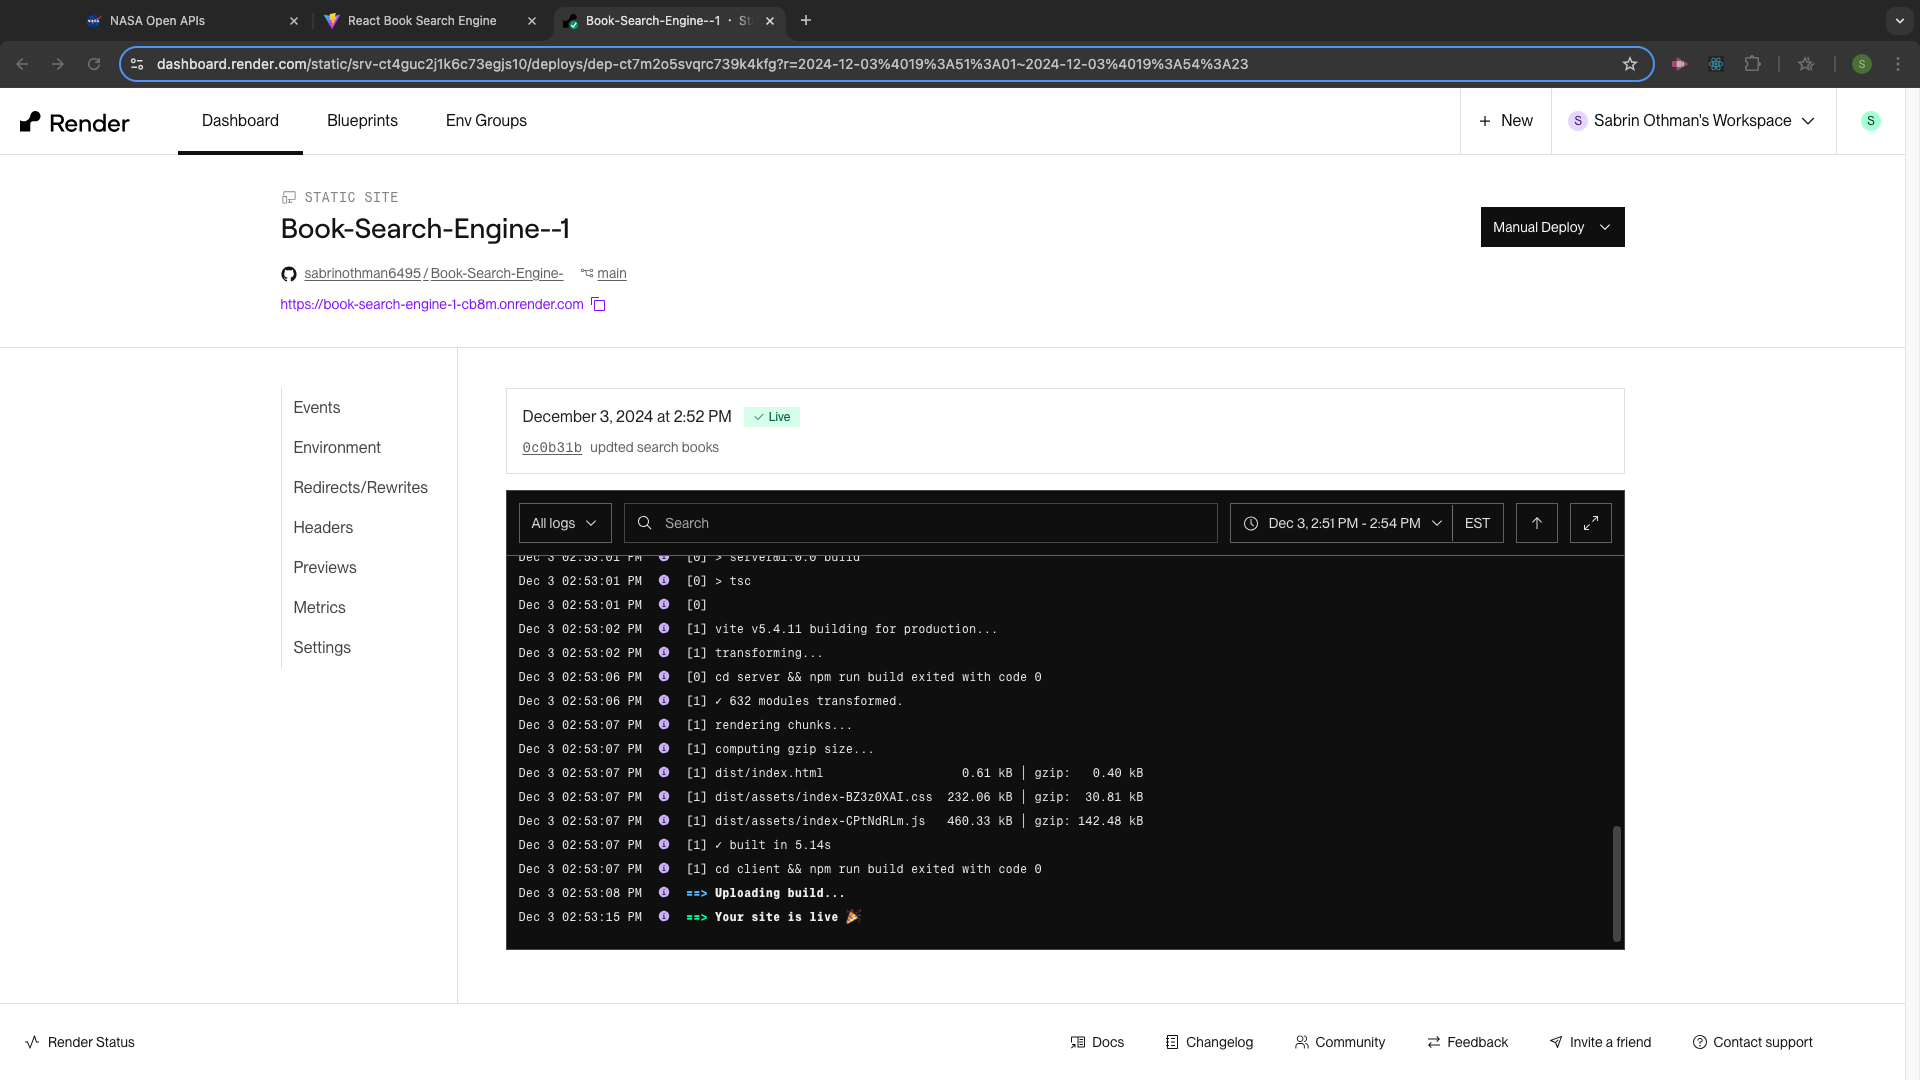 NASA Open APIs
React Book Search Engine
Book-Search-Engine--1 · St
dashboard.render.com/static/srv-ct4guc2j1k6c73egjs10/deploys/dep-ct7m2o5svqrc739k4kfg?r=2024-12-03%4019%3A51%3A01~2024-12-03%4019%3A54%3A23
S
Render
Dashboard
Blueprints
Env Groups
+ New
S Sabrin Othman's Workspace
S
STATIC SITE
Book-Search-Engine--1
Manual Deploy
sabrinothman6495/Book-Search-Engine- main
https://book-search-engine-1-cb8m.onrender.com
Events
Environment
Redirects/Rewrites
Headers
Previews
Metrics
Settings
December 3, 2024 at 2:52 PM ✓ Live
0c0b31b updted search books
All logs
Search
Dec 3, 2:51 PM - 2:54 PM
EST
Dec 3 02:53:01 PM [0] > server@1.0.0 build
Dec 3 02:53:01 PM [0] > tsc
Dec 3 02:53:01 PM [0]
Dec 3 02:53:02 PM [1] vite v5.4.11 building for production...
Dec 3 02:53:02 PM [1] transforming...
Dec 3 02:53:06 PM [0] cd server && npm run build exited with code 0
Dec 3 02:53:06 PM [1] ✓ 632 modules transformed.
Dec 3 02:53:07 PM [1] rendering chunks...
Dec 3 02:53:07 PM [1] computing gzip size...
Dec 3 02:53:07 PM [1] dist/index.html 0.61 kB │ gzip: 0.40 kB
Dec 3 02:53:07 PM [1] dist/assets/index-BZ3z0XAI.css 232.06 kB │ gzip: 30.81 kB
Dec 3 02:53:07 PM [1] dist/assets/index-CPtNdRLm.js 460.33 kB │ gzip: 142.48 kB
Dec 3 02:53:07 PM [1] ✓ built in 5.14s
Dec 3 02:53:07 PM [1] cd client && npm run build exited with code 0
Dec 3 02:53:08 PM ==> Uploading build...
Dec 3 02:53:15 PM ==> Your site is live 🎉
Render Status
Docs
Changelog
Community
Feedback
Invite a friend
Contact support